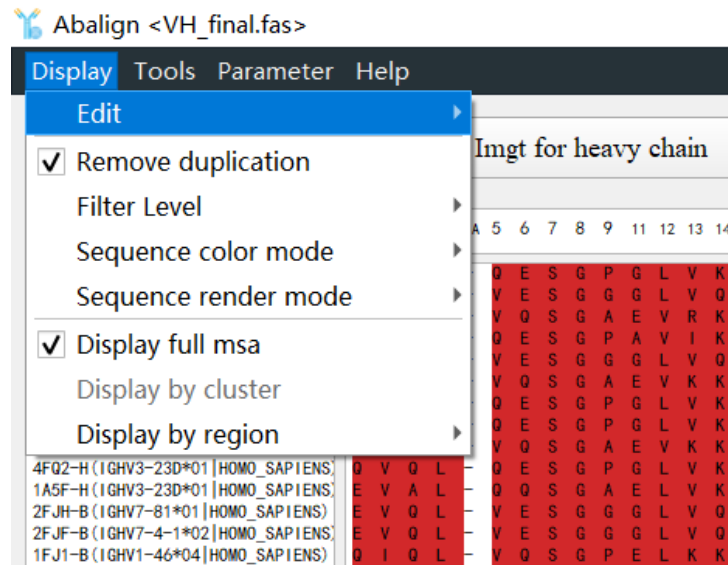 Abalign <VH_final.fas>
Display Tools Parameter Help
Edit
Imgt for heavy chain
Remove duplication
Filter Level
A 5 6 7 8 9 11 12 13 14
Sequence color mode
Q E S G P G L V K
Sequence render mode
V E S G G G L V Q
V Q S G A E V R K
Display full msa
Q E S G P A V I K
V E S G G G L V Q
Display by cluster
V Q S G A E V K K
Q E S G P G L V K
Display by region
Q E S G P G L V K
V Q S G A E V K K
4FQ2-H(IGHV3-23D*01|HOMO_SAPIENS) Q V Q L - Q E S G P G L V K
1A5F-H(IGHV3-23D*01|HOMO_SAPIENS) E V A L - Q Q S G A E L V K
2FJH-B(IGHV7-81*01|HOMO_SAPIENS) E V Q L - V E S G G G L V Q
2FJF-B(IGHV7-4-1*02|HOMO_SAPIENS) E V Q L - V E S G G G L V Q
1FJ1-B(IGHV1-46*04|HOMO_SAPIENS) Q I Q L - V Q S G P E L K K